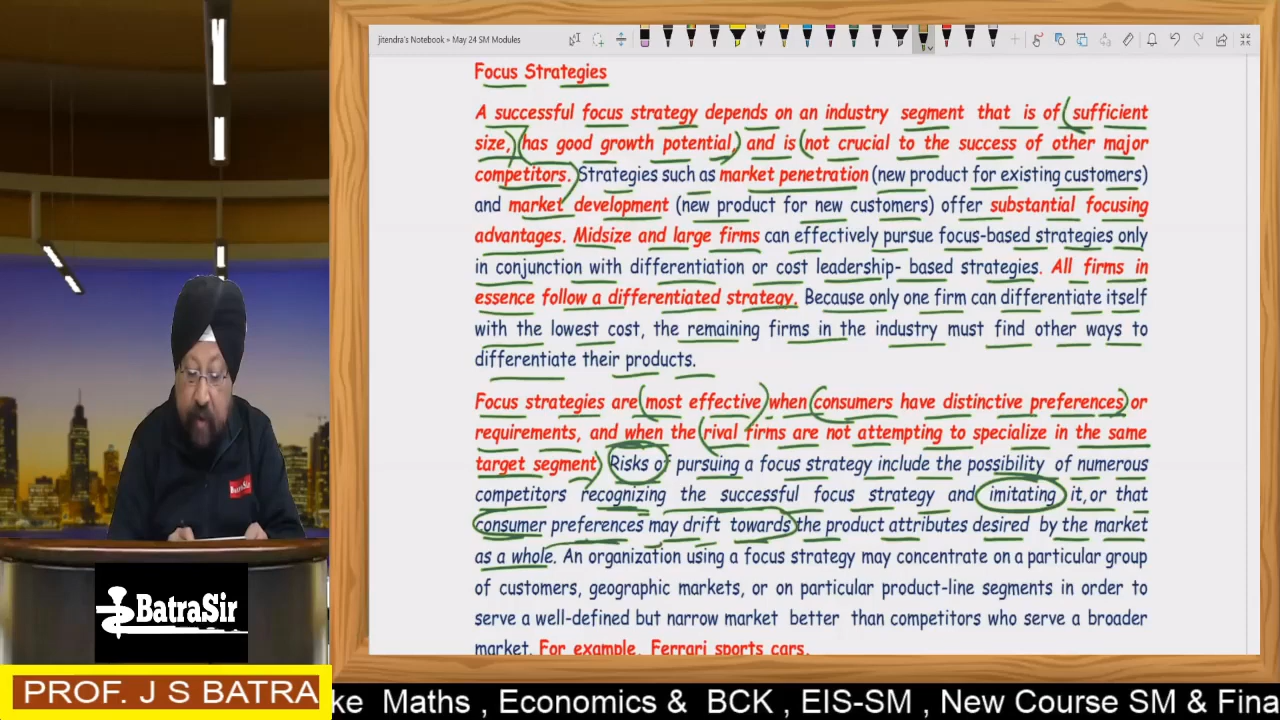 jitendra's Notebook » May 24 SM Modules
Focus Strategies
A successful focus strategy depends on an industry segment that is of sufficient
size, has good growth potential, and is not crucial to the success of other major
competitors. Strategies such as market penetration (new product for existing customers)
and market development (new product for new customers) offer substantial focusing
advantages. Midsize and large firms can effectively pursue focus-based strategies only
in conjunction with differentiation or cost leadership- based strategies. All firms in
essence follow a differentiated strategy. Because only one firm can differentiate itself
with the lowest cost, the remaining firms in the industry must find other ways to
differentiate their products.
Focus strategies are most effective when consumers have distinctive preferences or
requirements, and when the rival firms are not attempting to specialize in the same
target segment Risks of pursuing a focus strategy include the possibility of numerous
competitors recognizing the successful focus strategy and imitating it, or that
consumer preferences may drift towards the product attributes desired by the market
as a whole. An organization using a focus strategy may concentrate on a particular group
of customers, geographic markets, or on particular product-line segments in order to
serve a well-defined but narrow market better than competitors who serve a broader
market. For example, Ferrari sports cars.
BatraSir
BatraSir
PROF. J S BATRA
ke Maths , Economics & BCK , EIS-SM , New Course SM & Fina